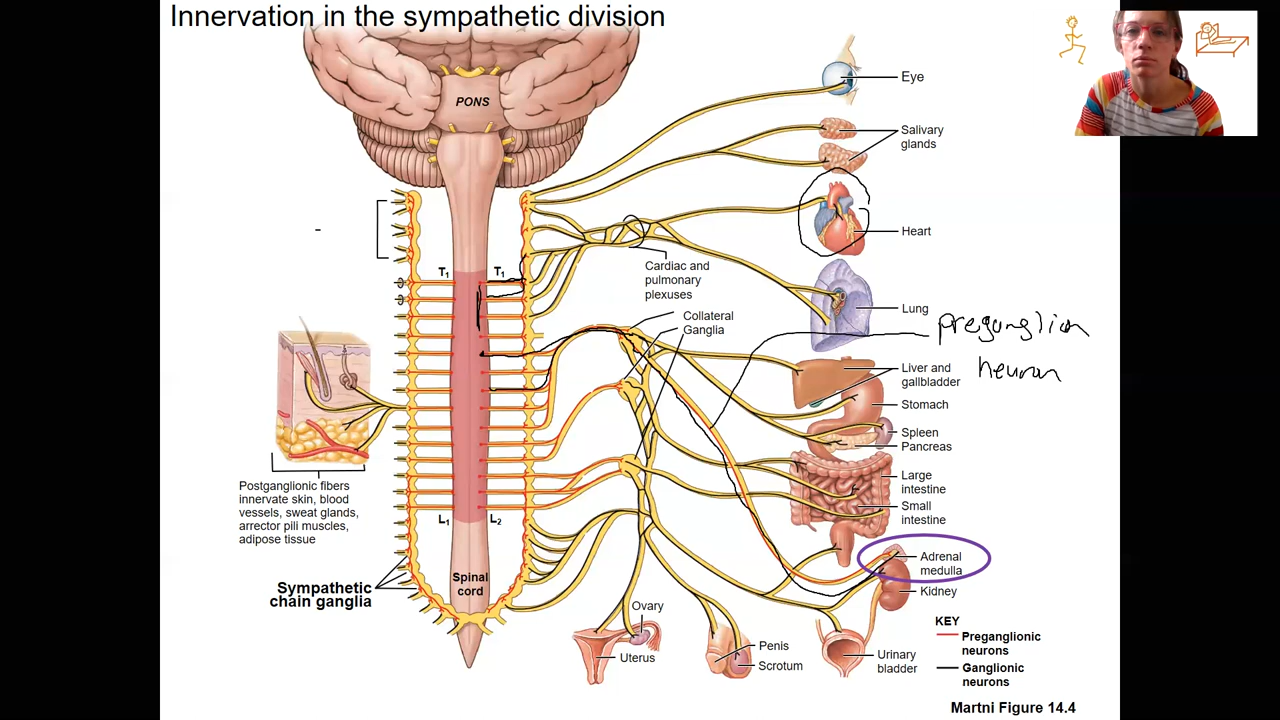 Innervation in the sympathetic division
PONS
Eye
Salivary
glands
Heart
T1
T1
Cardiac and
pulmonary
plexuses
Lung
Collateral
Ganglia
preganglion
neuron
Liver and
gallbladder
Stomach
Spleen
Pancreas
Large
intestine
Small
intestine
Postganglionic fibers
innervate skin, blood
vessels, sweat glands,
arrector pili muscles,
adipose tissue
L1
L2
Adrenal
medulla
Kidney
Sympathetic
chain ganglia
Spinal
cord
Ovary
Uterus
Penis
Scrotum
Urinary
bladder
KEY
Preganglionic
neurons
Ganglionic
neurons
Martni Figure 14.4